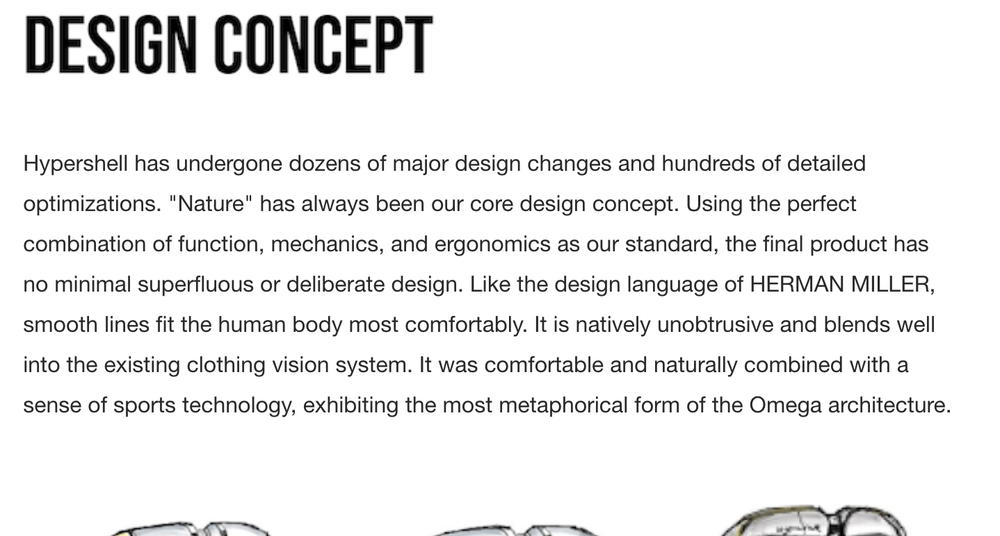 DESIGN CONCEPT
Hypershell has undergone dozens of major design changes and hundreds of detailed
optimizations. "Nature" has always been our core design concept. Using the perfect
combination of function, mechanics, and ergonomics as our standard, the final product has
no minimal superfluous or deliberate design. Like the design language of HERMAN MILLER,
smooth lines fit the human body most comfortably. It is natively unobtrusive and blends well
into the existing clothing vision system. It was comfortable and naturally combined with a
sense of sports technology, exhibiting the most metaphorical form of the Omega architecture.